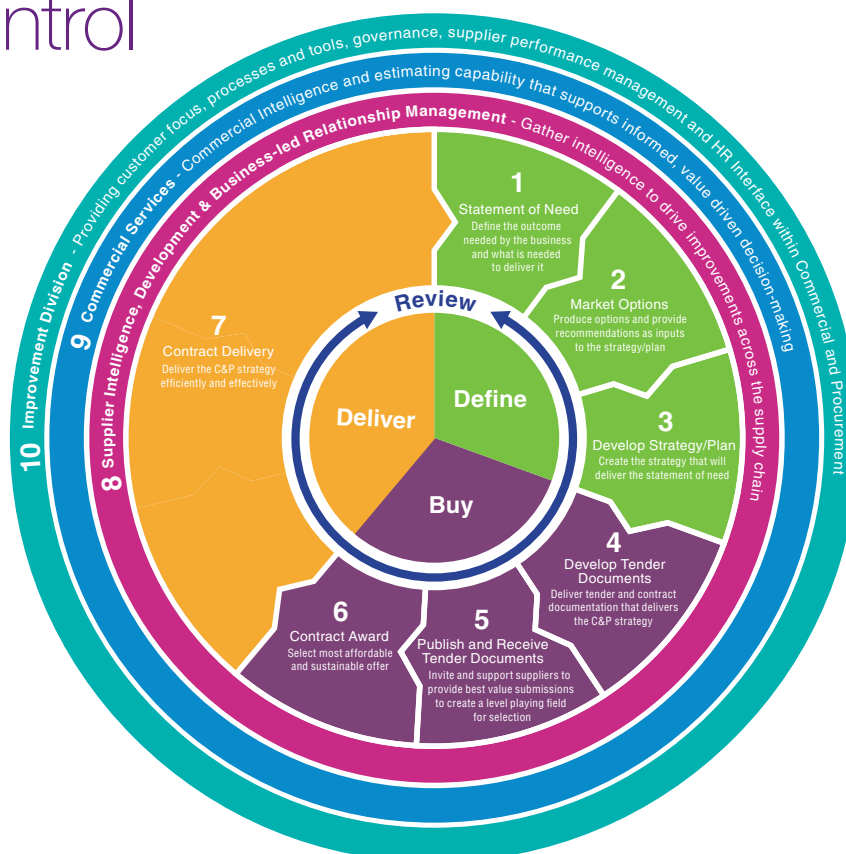 ntrol
10 Improvement Division - Providing customer focus, processes and tools, governance, supplier performance management and HR Interface within Commercial and Procurement
9 Commercial Services - Commercial Intelligence and estimating capability that supports informed, value driven decision-making
8 Supplier Intelligence, Development & Business-led Relationship Management - Gather intelligence to drive improvements across the supply chain
1
Statement of Need
Define the outcome
needed by the business
and what is needed
to deliver it
2
Market Options
Produce options and provide
recommendations as inputs
to the strategy/plan
3
Develop Strategy/Plan
Create the strategy that will
deliver the statement of need
4
Develop Tender
Documents
Deliver tender and contract
documentation that delivers
the C&P strategy
5
Publish and Receive
Tender Documents
Invite and support suppliers to
provide best value submissions
to create a level playing field
for selection
6
Contract Award
Select most affordable
and sustainable offer
7
Contract Delivery
Deliver the C&P strategy
efficiently and effectively
Review
Define
Buy
Deliver